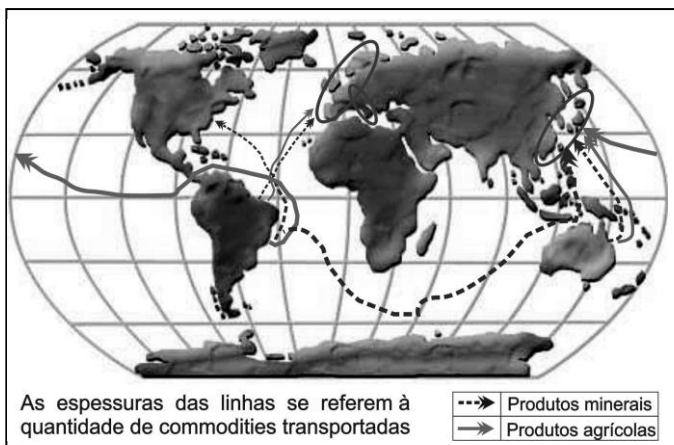 As espessuras das linhas se referem à
quantidade de commodities transportadas
Produtos minerais
Produtos agrícolas